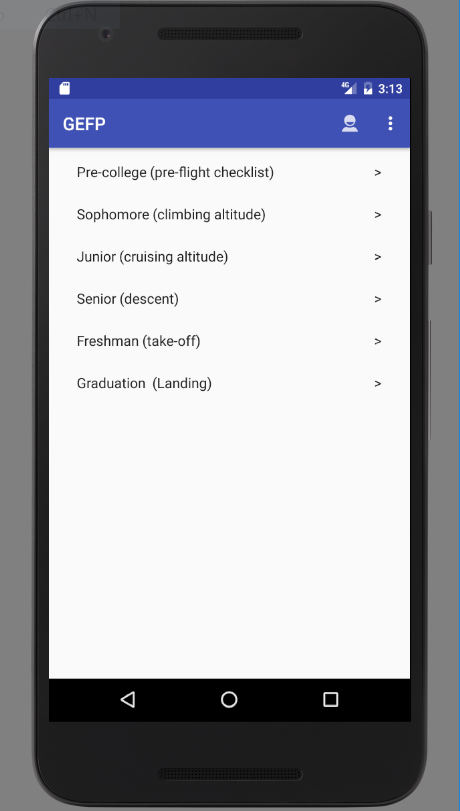 Ctrl+N
4G 3:13
GEFP
Pre-college (pre-flight checklist) >
Sophomore (climbing altitude) >
Junior (cruising altitude) >
Senior (descent) >
Freshman (take-off) >
Graduation  (Landing) >